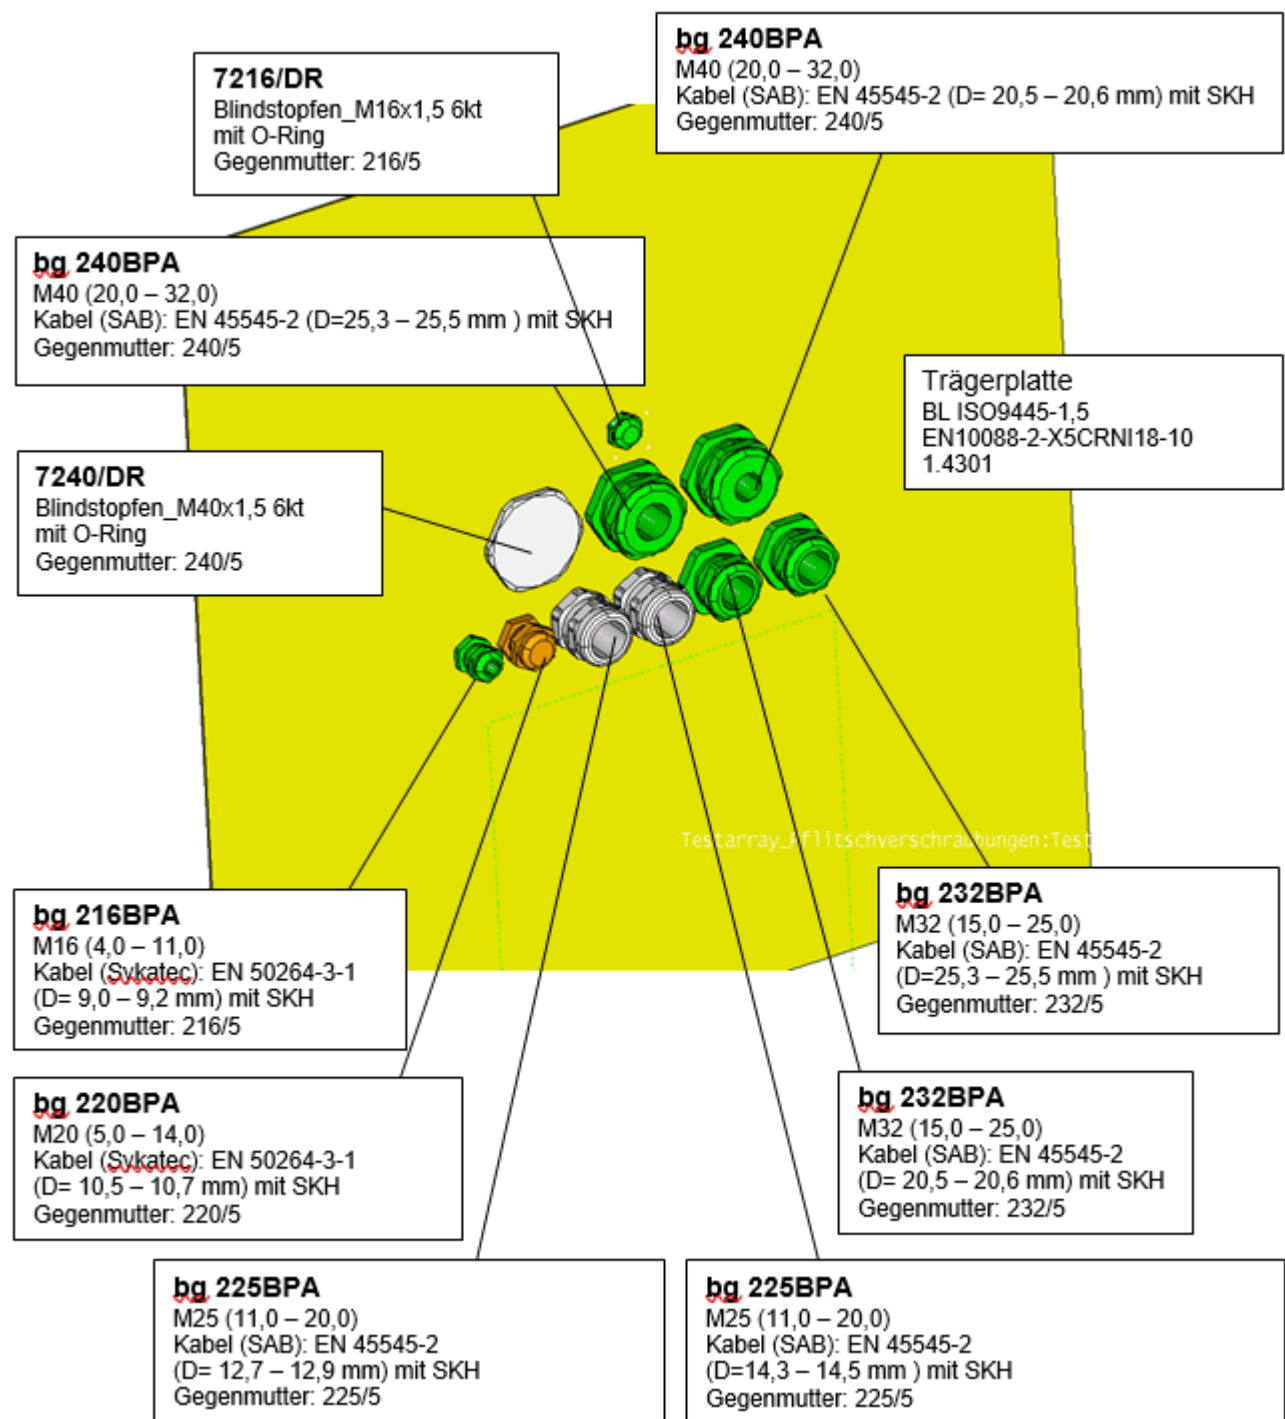 bg 240BPA
M40 (20,0 – 32,0)
Kabel (SAB): EN 45545-2 (D= 20,5 – 20,6 mm) mit SKH
Gegenmutter: 240/5
7216/DR
Blindstopfen_M16x1,5 6kt
mit O-Ring
Gegenmutter: 216/5
bg 240BPA
M40 (20,0 – 32,0)
Kabel (SAB): EN 45545-2 (D=25,3 – 25,5 mm ) mit SKH
Gegenmutter: 240/5
Trägerplatte
BL ISO9445-1,5
EN10088-2-X5CRNI18-10
1.4301
7240/DR
Blindstopfen_M40x1,5 6kt
mit O-Ring
Gegenmutter: 240/5
Testarray_Pflitschverschraubungen:Test
bg 216BPA
M16 (4,0 – 11,0)
Kabel (Sykatec): EN 50264-3-1
(D= 9,0 – 9,2 mm) mit SKH
Gegenmutter: 216/5
bg 232BPA
M32 (15,0 – 25,0)
Kabel (SAB): EN 45545-2
(D=25,3 – 25,5 mm ) mit SKH
Gegenmutter: 232/5
bg 220BPA
M20 (5,0 – 14,0)
Kabel (Sykatec): EN 50264-3-1
(D= 10,5 – 10,7 mm) mit SKH
Gegenmutter: 220/5
bg 232BPA
M32 (15,0 – 25,0)
Kabel (SAB): EN 45545-2
(D= 20,5 – 20,6 mm) mit SKH
Gegenmutter: 232/5
bg 225BPA
M25 (11,0 – 20,0)
Kabel (SAB): EN 45545-2
(D= 12,7 – 12,9 mm) mit SKH
Gegenmutter: 225/5
bg 225BPA
M25 (11,0 – 20,0)
Kabel (SAB): EN 45545-2
(D=14,3 – 14,5 mm ) mit SKH
Gegenmutter: 225/5